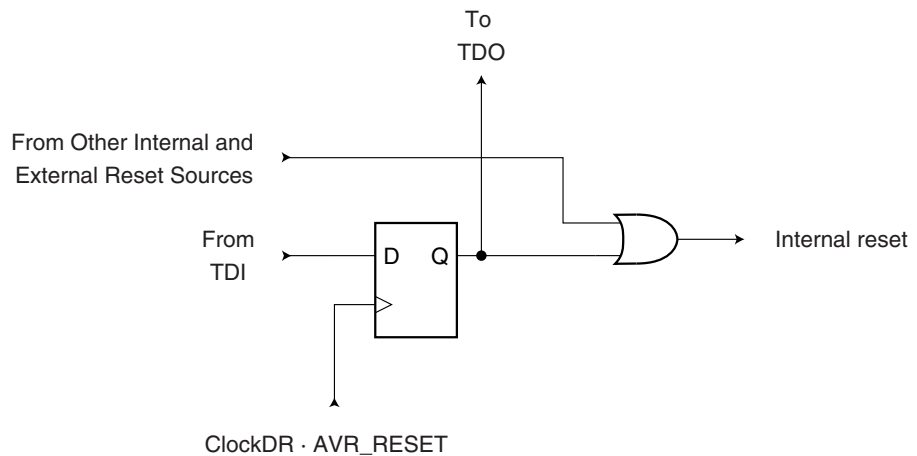 To
TDO
From Other Internal and
External Reset Sources
From
TDI
D
Q
Internal reset
ClockDR · AVR_RESET